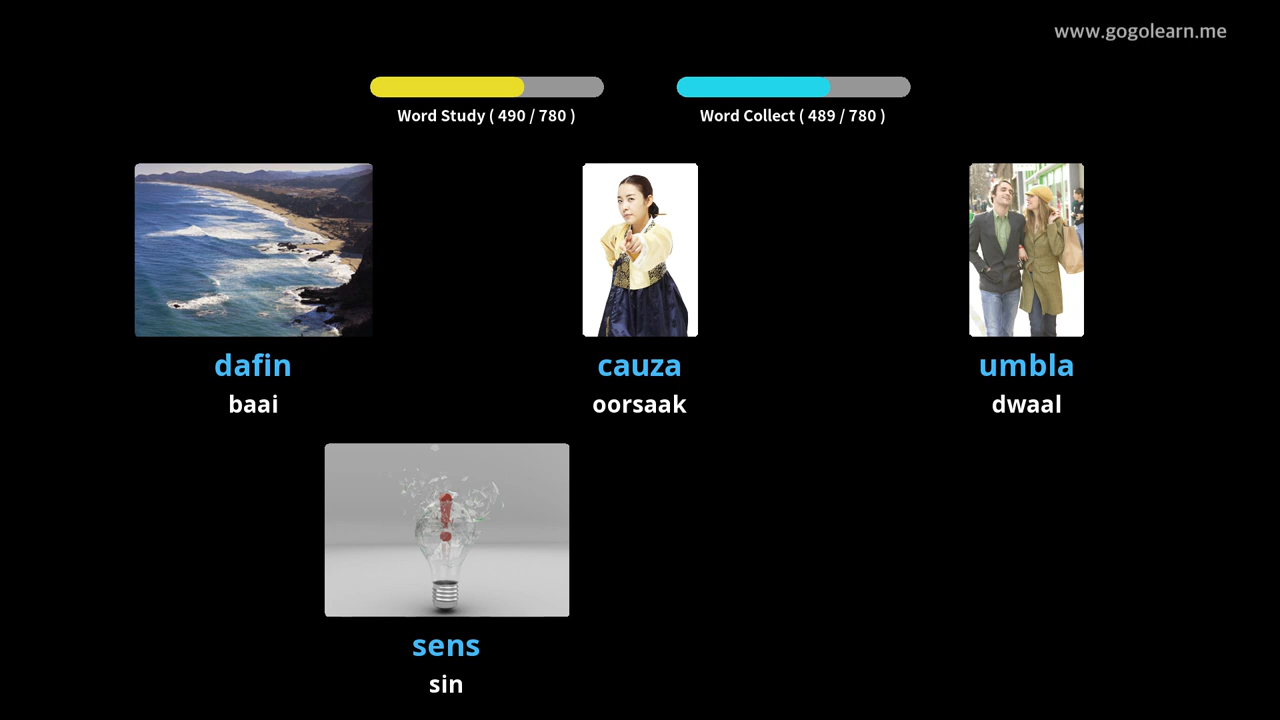 www.gogolearn.me
Word Study ( 490 / 780 )
Word Collect ( 489 / 780 )
dafin
baai
cauza
oorsaak
umbla
dwaal
sens
sin